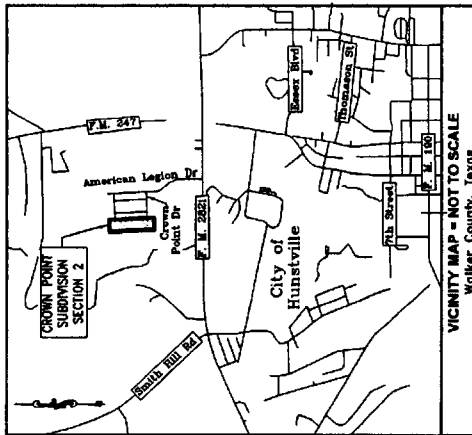 F.M. 247
American Legion Dr
CROWN POINT
SUBDIVISION
SECTION 2
Crown
Point Dr
F. M. 2821
Essex Blvd
Thomason St
City of
Hunstville
Smith Hill Rd
7th Street
F. M. 190
VICINITY MAP = NOT TO SCALE
Walker County, Texas